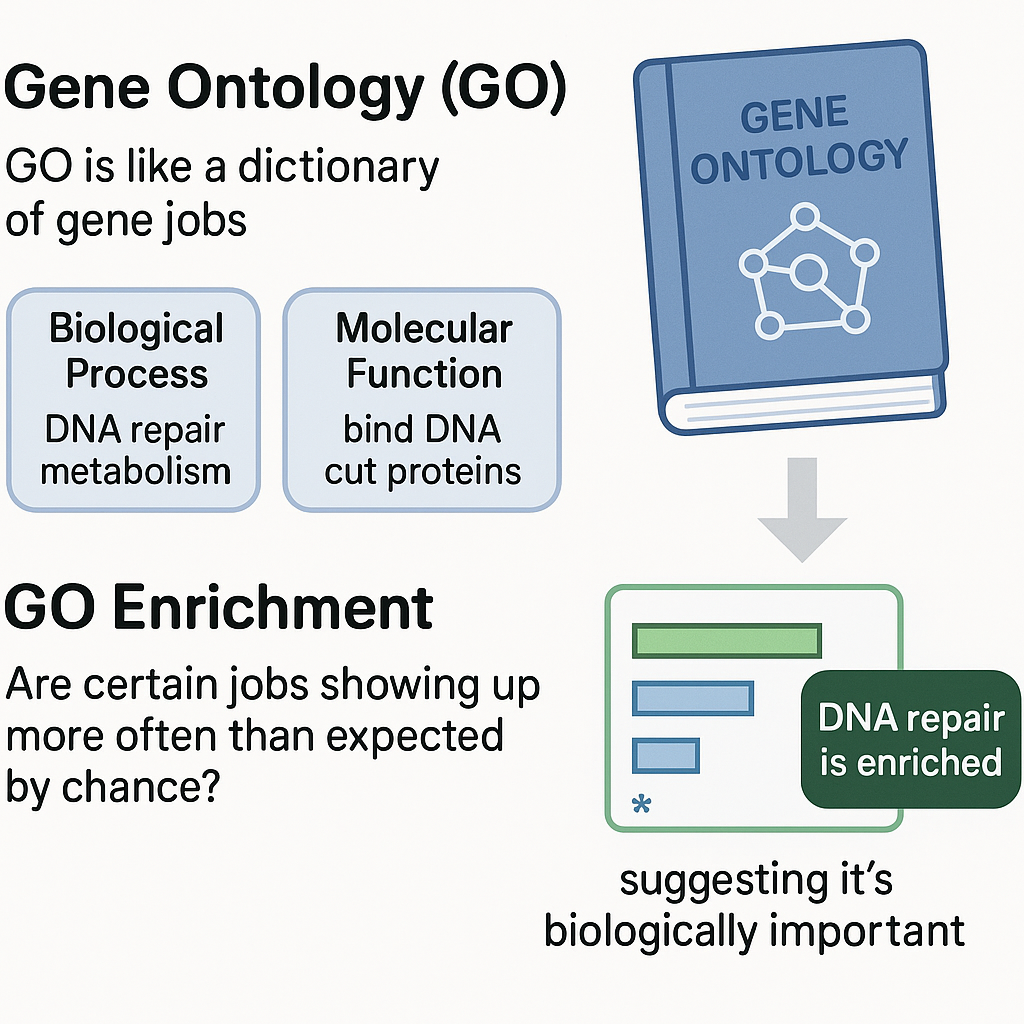 Gene Ontology (GO)
GO is like a dictionary
of gene jobs
GENE
ONTOLOGY
Biological
Process
DNA repair
metabolism
Molecular
Function
bind DNA
cut proteins
GO Enrichment
Are certain jobs showing up
more often than expected
by chance?
*
DNA repair
is enriched
suggesting it's
biologically important